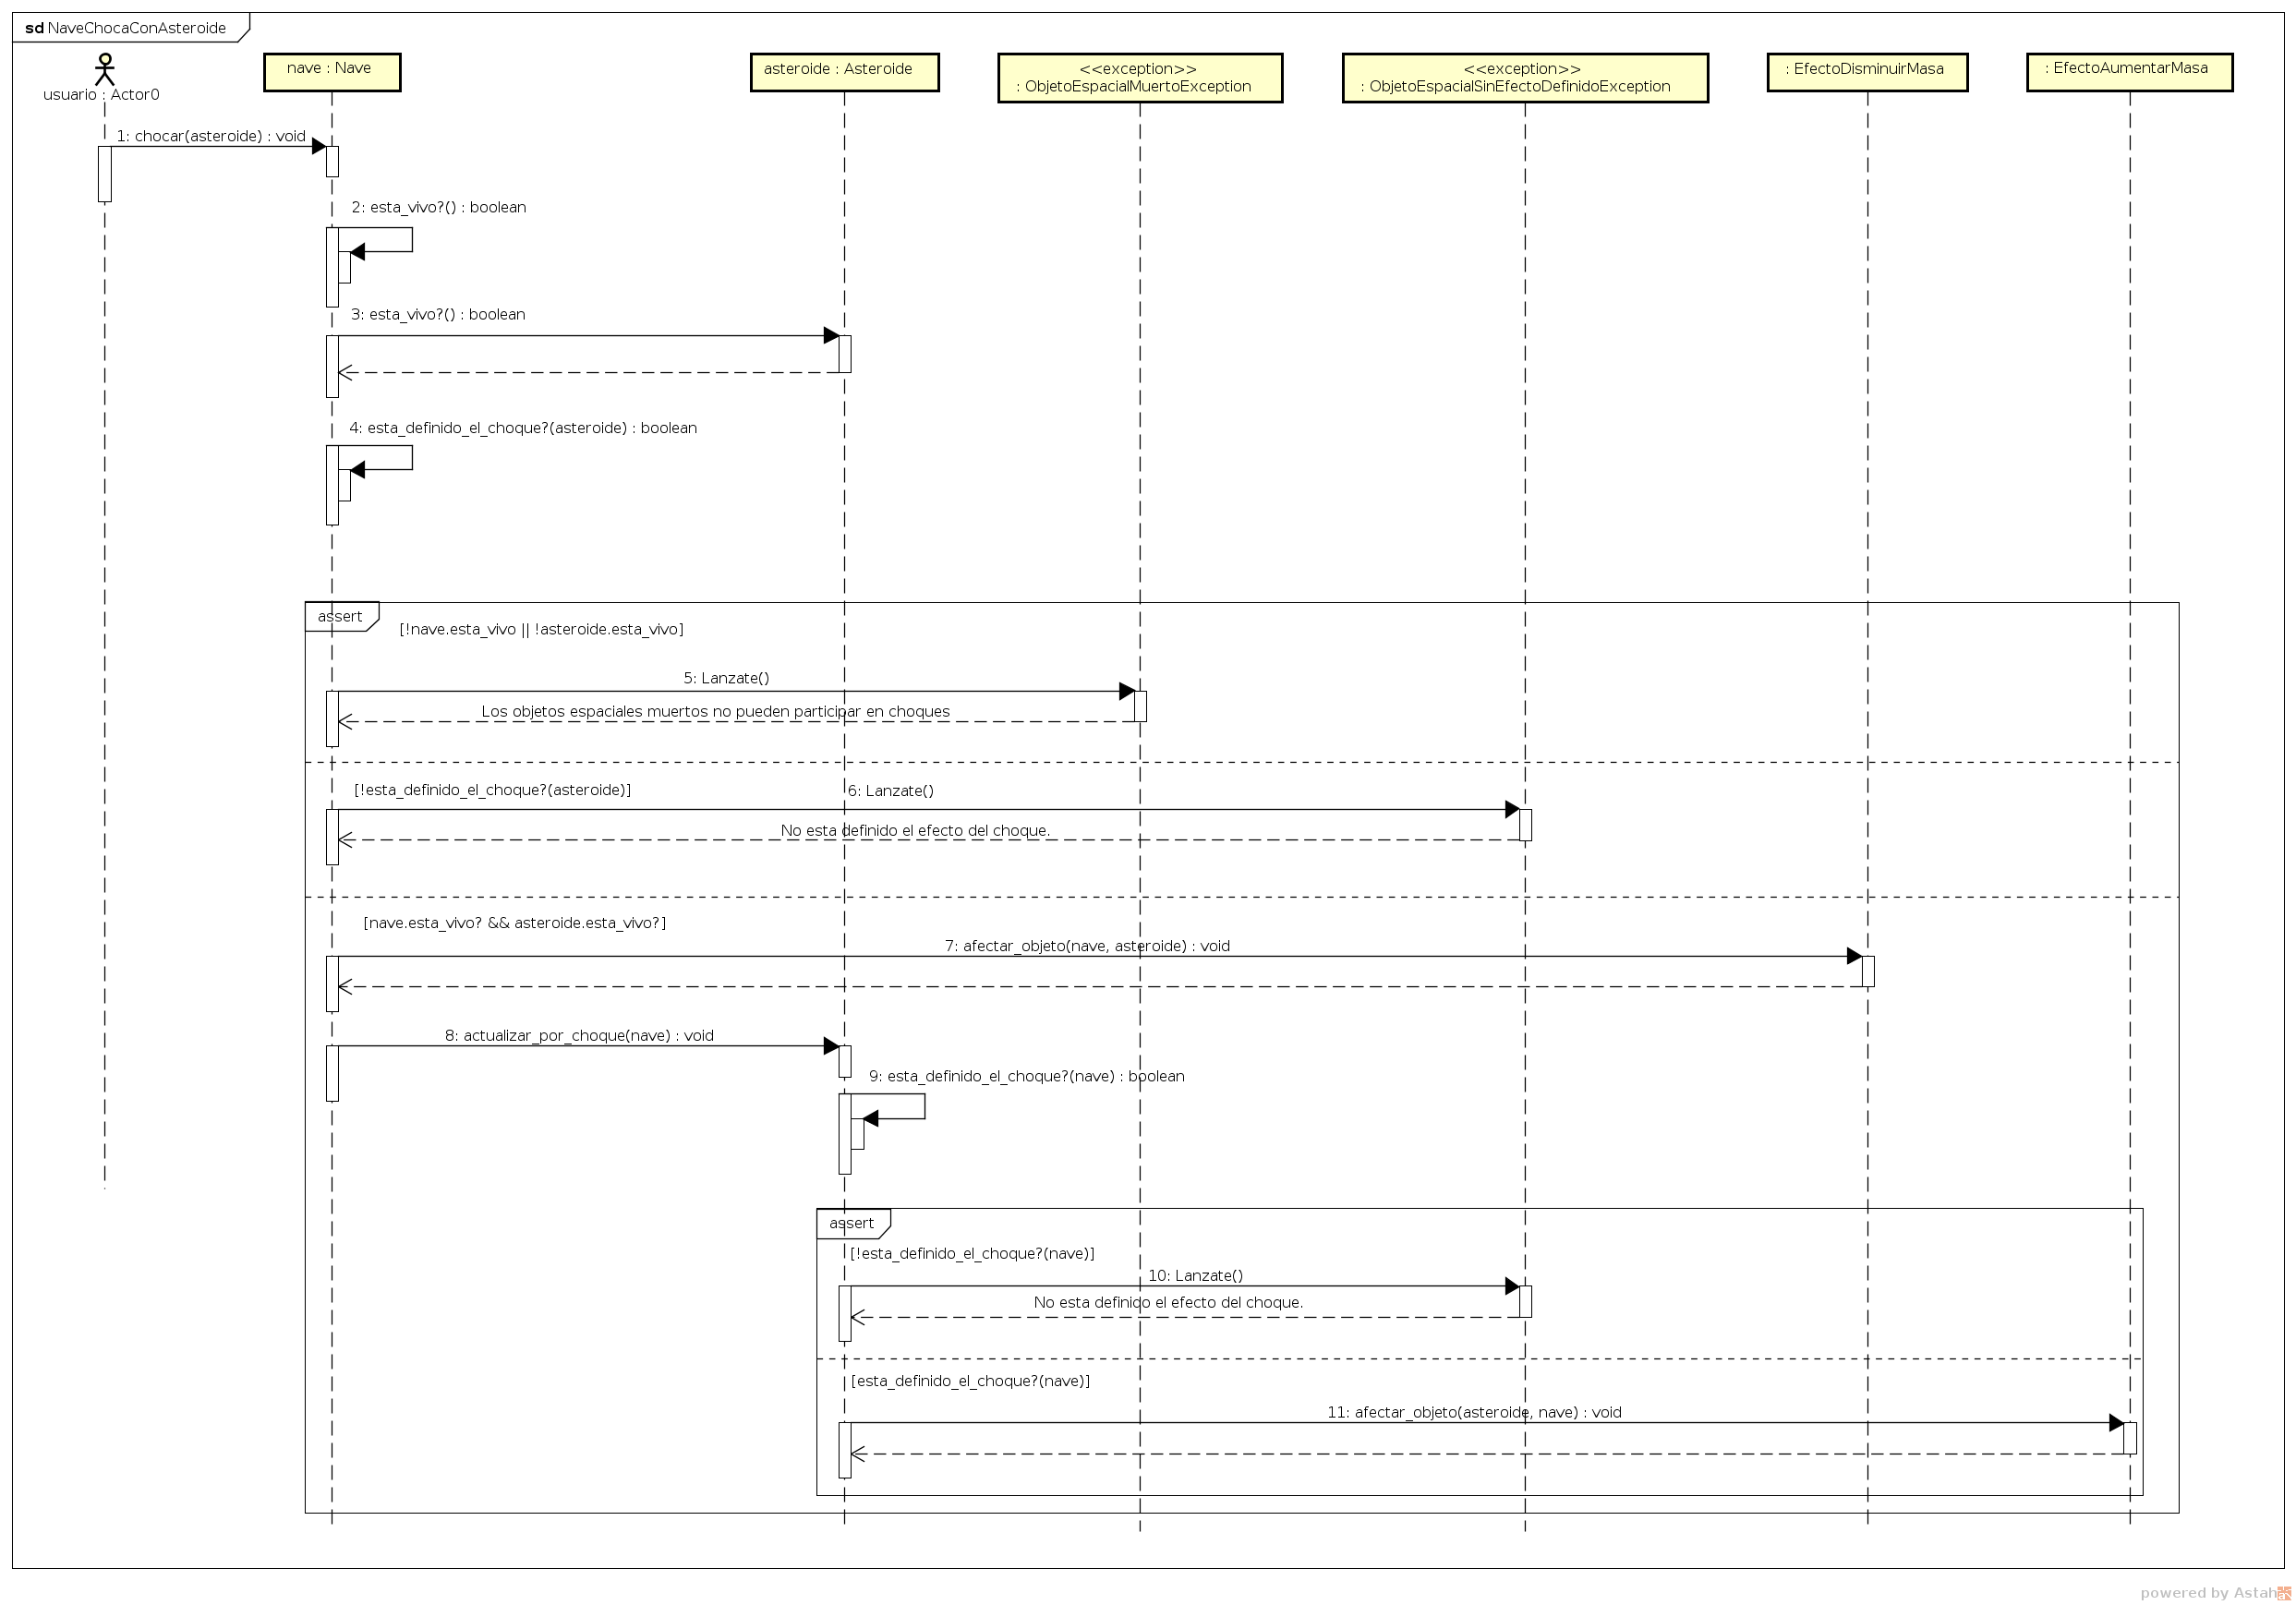 sd NaveChocaConAsteroide
usuario : Actor0
nave : Nave
asteroide : Asteroide
<<exception>>
: ObjetoEspacialMuertoException
<<exception>>
: ObjetoEspacialSinEfectoDefinidoException
: EfectoDisminuirMasa
: EfectoAumentarMasa
1: chocar(asteroide) : void
2: esta_vivo?() : boolean
3: esta_vivo?() : boolean
4: esta_definido_el_choque?(asteroide) : boolean
assert
[!nave.esta_vivo || !asteroide.esta_vivo]
5: Lanzate()
Los objetos espaciales muertos no pueden participar en choques
[!esta_definido_el_choque?(asteroide)]
6: Lanzate()
No esta definido el efecto del choque.
[nave.esta_vivo? && asteroide.esta_vivo?]
7: afectar_objeto(nave, asteroide) : void
8: actualizar_por_choque(nave) : void
9: esta_definido_el_choque?(nave) : boolean
assert
[!esta_definido_el_choque?(nave)]
10: Lanzate()
No esta definido el efecto del choque.
[esta_definido_el_choque?(nave)]
11: afectar_objeto(asteroide, nave) : void
powered by Astah